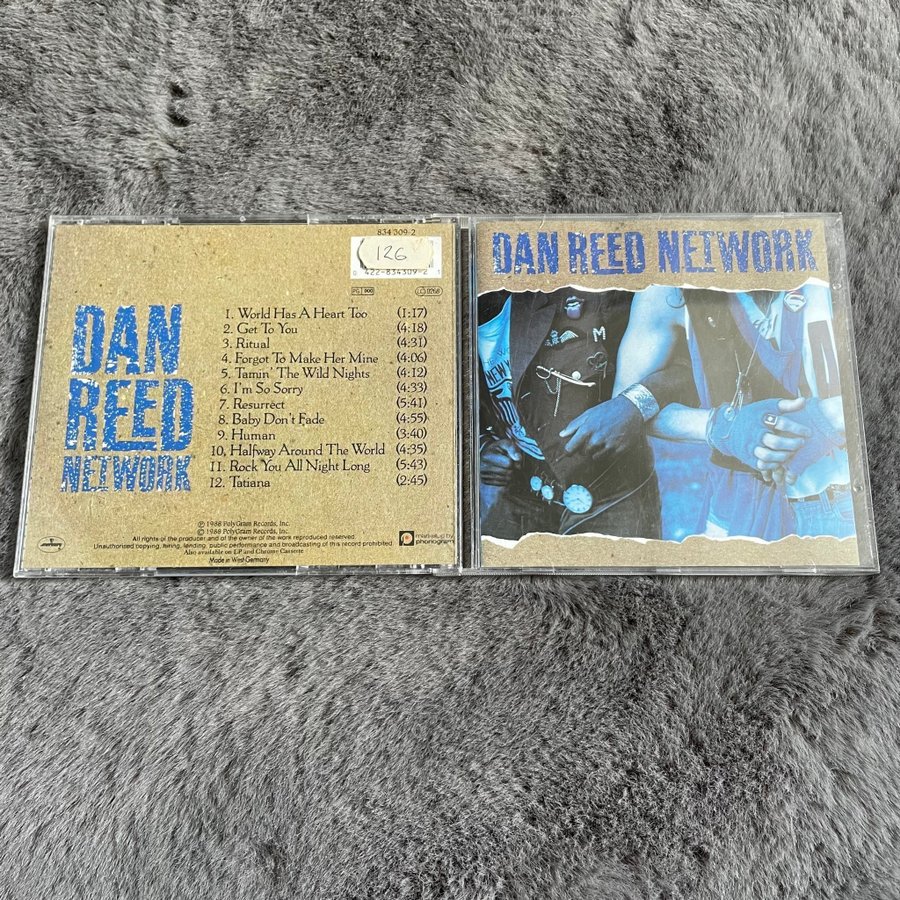 834 309-2
126
0 422-834309-2 1
DAN
REED
NETWORK
1. World Has A Heart Too (1:17)
2. Get To You (4:18)
3. Ritual (4:31)
4. Forgot To Make Her Mine (4:06)
5. Tamin' The Wild Nights (4:12)
6. I'm So Sorry (4:33)
7. Resurrect (5:41)
8. Baby Don't Fade (4:55)
9. Human (3:40)
10. Halfway Around The World (4:35)
11. Rock You All Night Long (5:43)
12. Tatiana (2:45)
℗ 1988 PolyGram Records, Inc.
© 1988 PolyGram Records, Inc.
All rights of the producer and of the owner of the work reproduced reserved.
Unauthorised copying, hiring, lending, public performance and broadcasting of this record prohibited.
Also available on LP and Chrome Cassette
Made in West Germany
marketed by
phonogram
DAN REED NETWORK
M
NEW Y